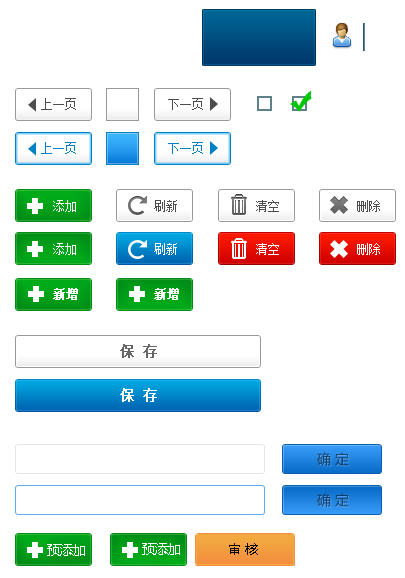 上一页 下一页
上一页 下一页
添加 刷新 清空 删除
添加 刷新 清空 删除
新增 新增
保 存
保 存
确 定
确 定
预添加 预添加 审 核